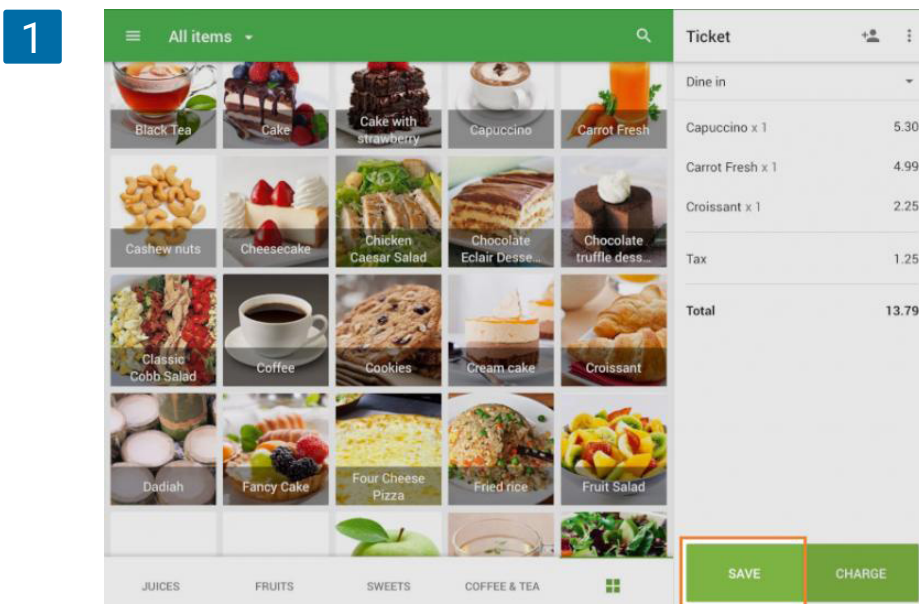 1
All items
Ticket
Dine in
Black Tea
Cake
Cake with
strawberry
Capuccino
Carrot Fresh
Capuccino x 1 5.30
Carrot Fresh x 1 4.99
Croissant x 1 2.25
Cashew nuts
Cheesecake
Chicken
Caesar Salad
Chocolate
Eclair Desse...
Chocolate
truffle dess...
Tax 1.25
Total 13.79
Classic
Cobb Salad
Coffee
Cookies
Cream cake
Croissant
Dadiah
Fancy Cake
Four Cheese
Pizza
Fried rice
Fruit Salad
JUICES
FRUITS
SWEETS
COFFEE & TEA
SAVE
CHARGE